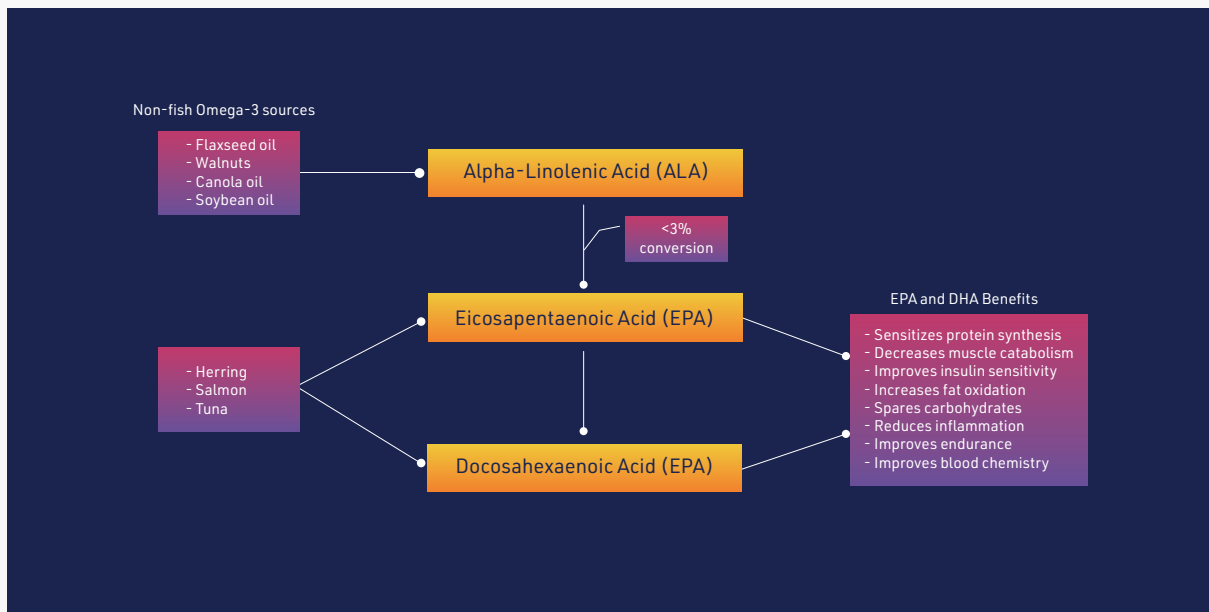 Non-fish Omega-3 sources
- Flaxseed oil
- Walnuts
- Canola oil
- Soybean oil
Alpha-Linolenic Acid (ALA)
<3%
conversion
Eicosapentaenoic Acid (EPA)
- Herring
- Salmon
- Tuna
Docosahexaenoic Acid (EPA)
EPA and DHA Benefits
- Sensitizes protein synthesis
- Decreases muscle catabolism
- Improves insulin sensitivity
- Increases fat oxidation
- Spares carbohydrates
- Reduces inflammation
- Improves endurance
- Improves blood chemistry